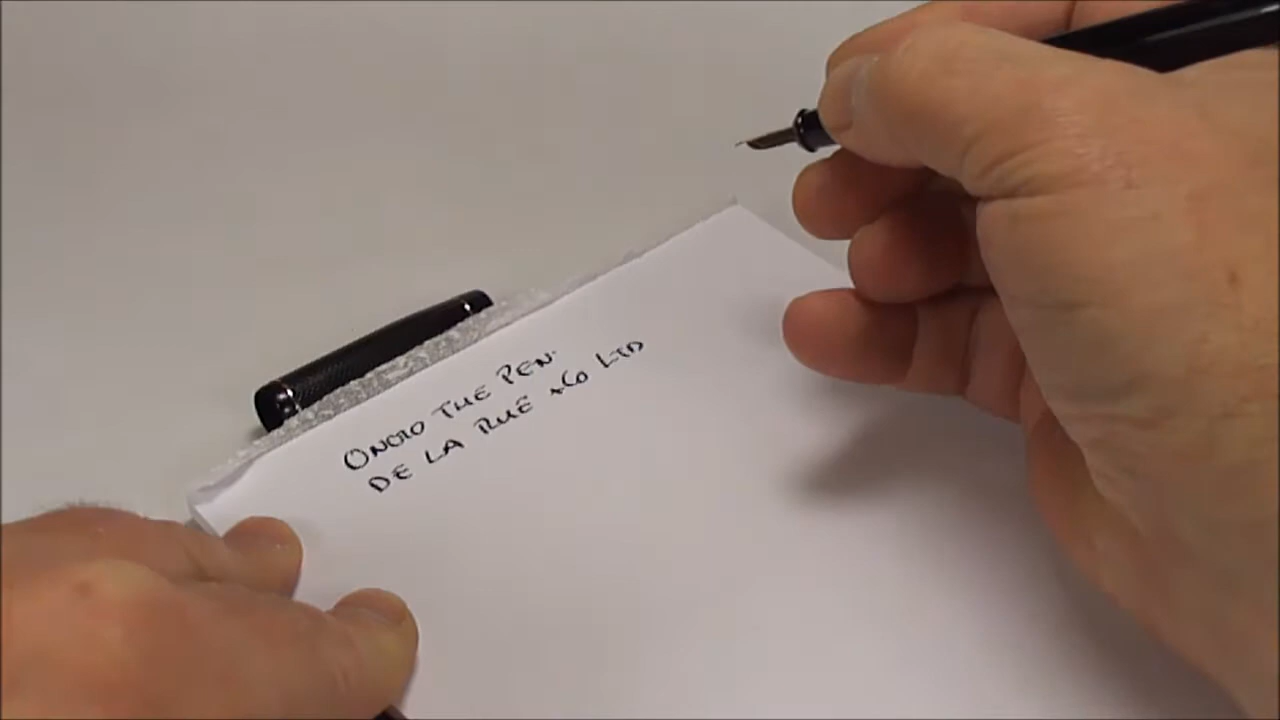 ONOTO THE PEN
DE LA RUE + CO LTD